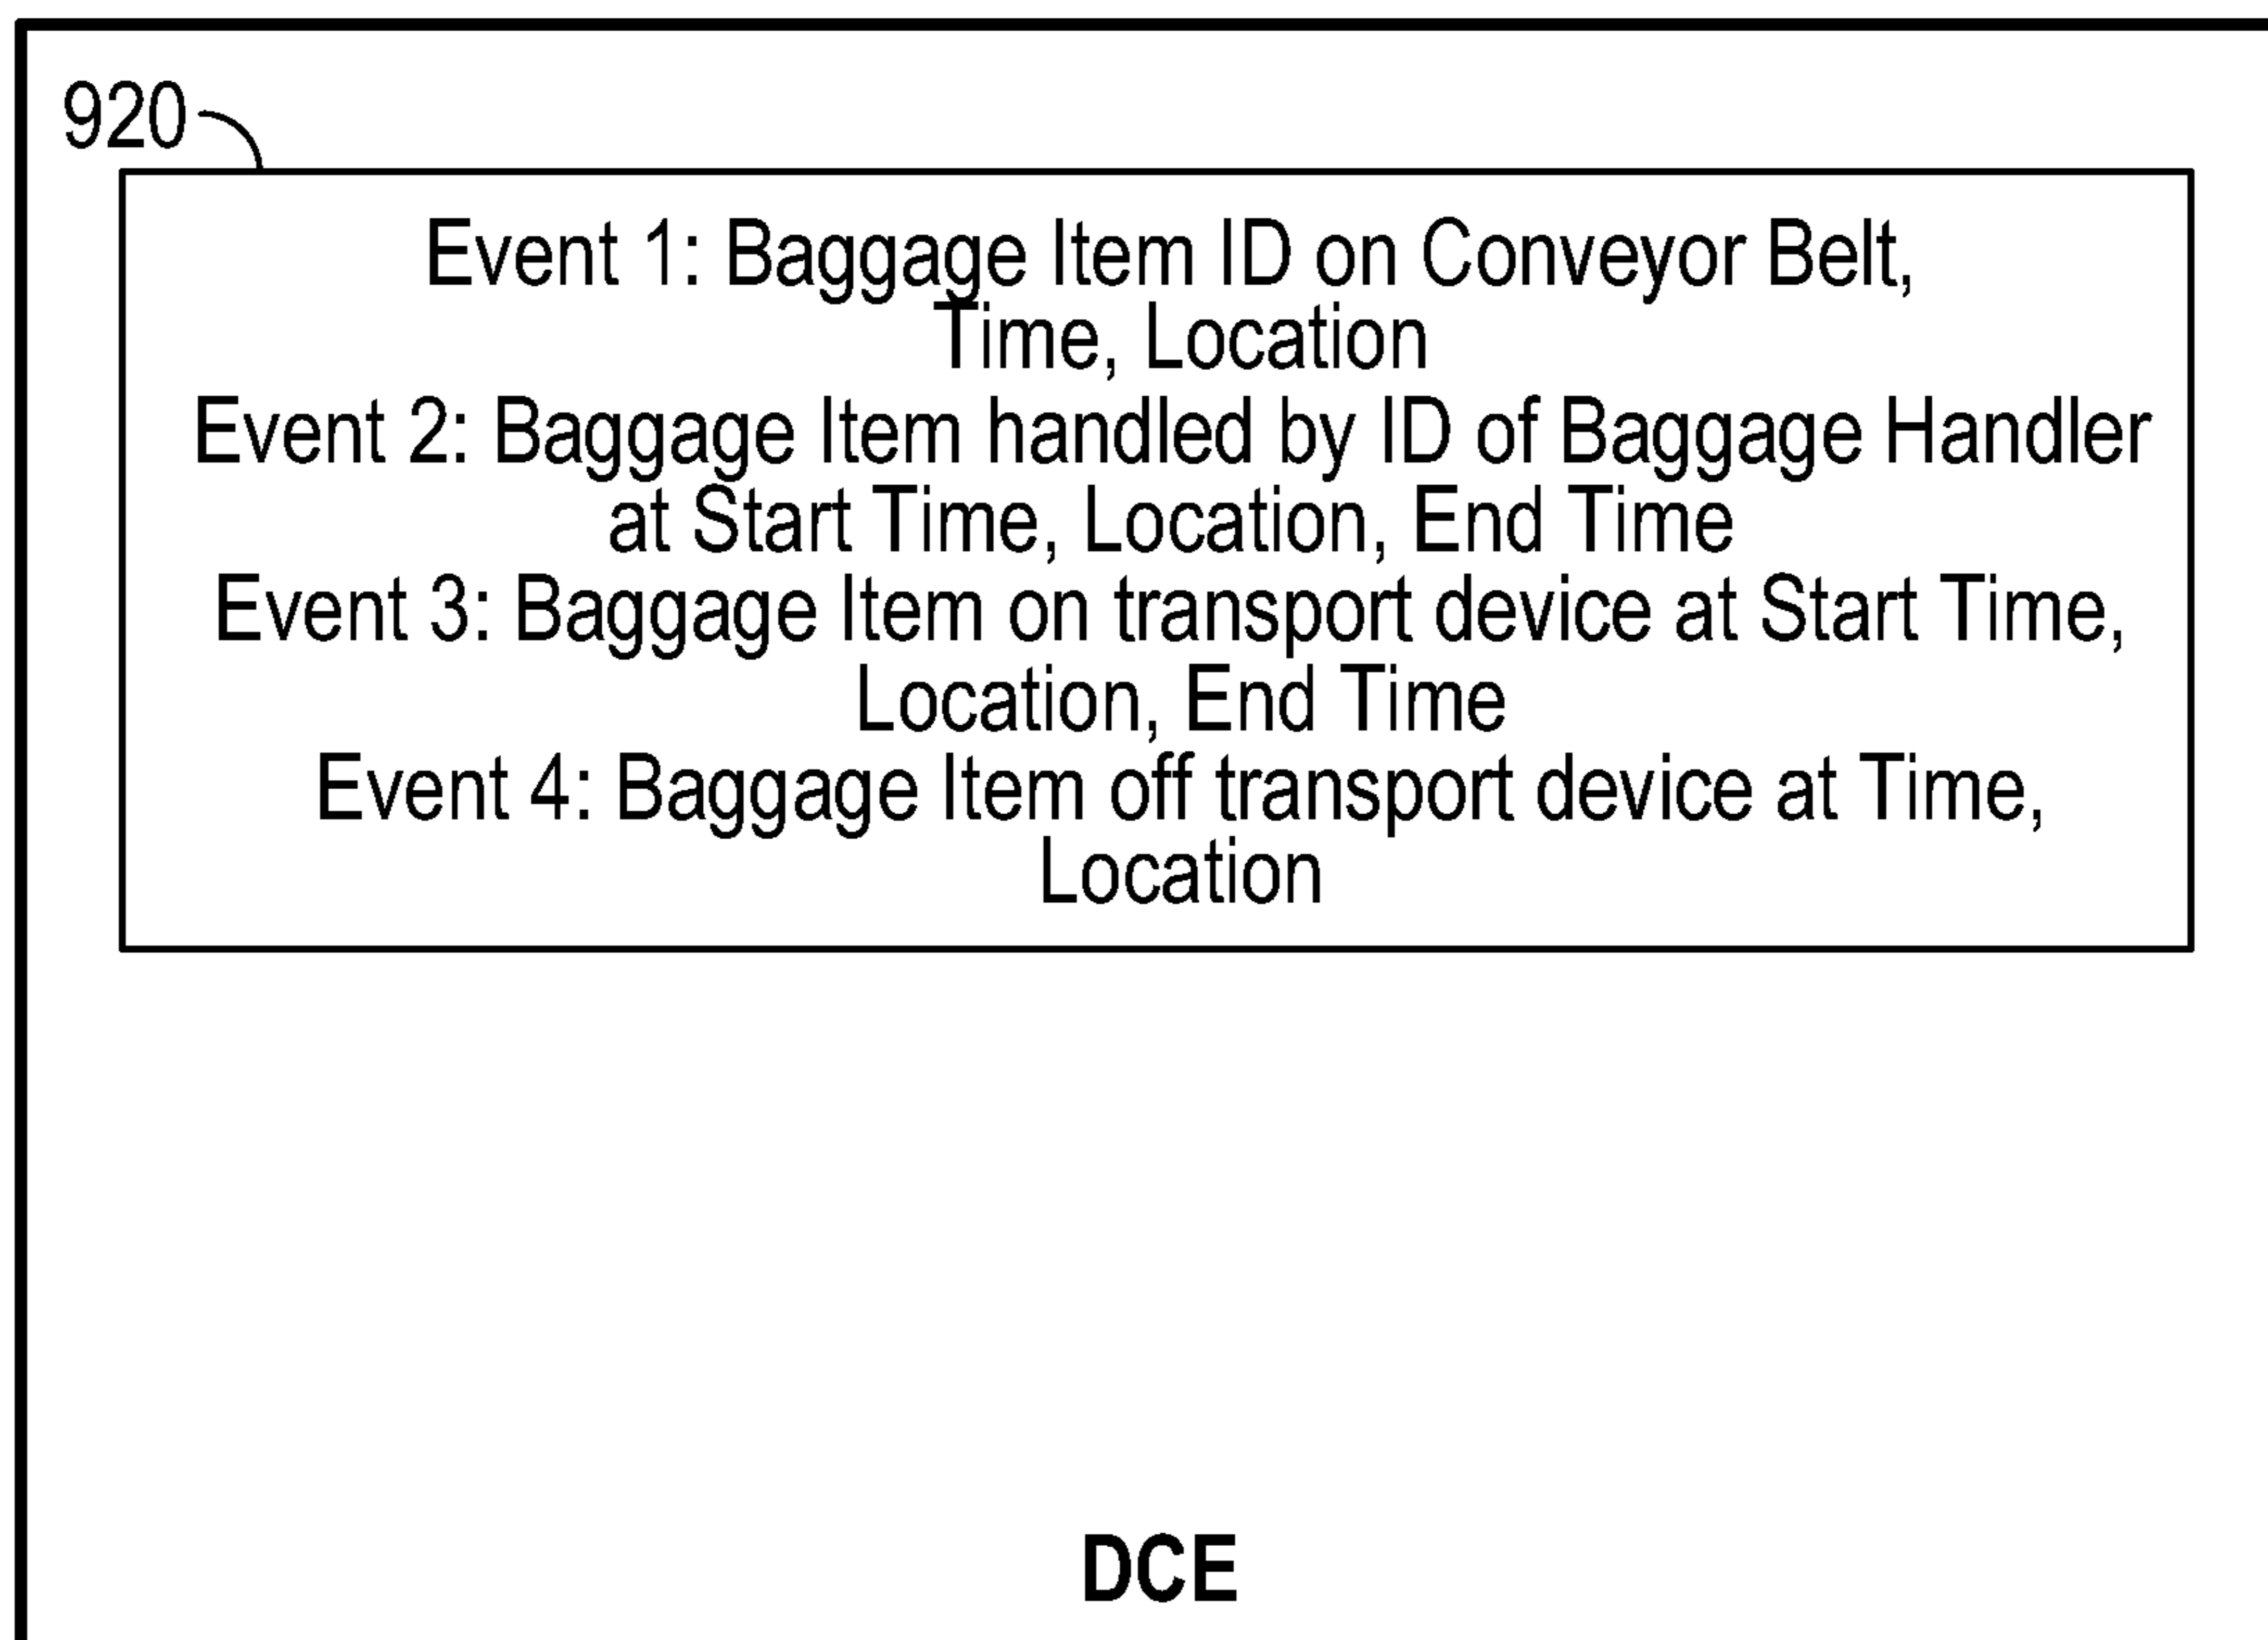 920
Event 1: Baggage Item ID on Conveyor Belt,
Time, Location
Event 2: Baggage Item handled by ID of Baggage Handler
at Start Time, Location, End Time
Event 3: Baggage Item on transport device at Start Time,
Location, End Time
Event 4: Baggage Item off transport device at Time,
Location
DCE